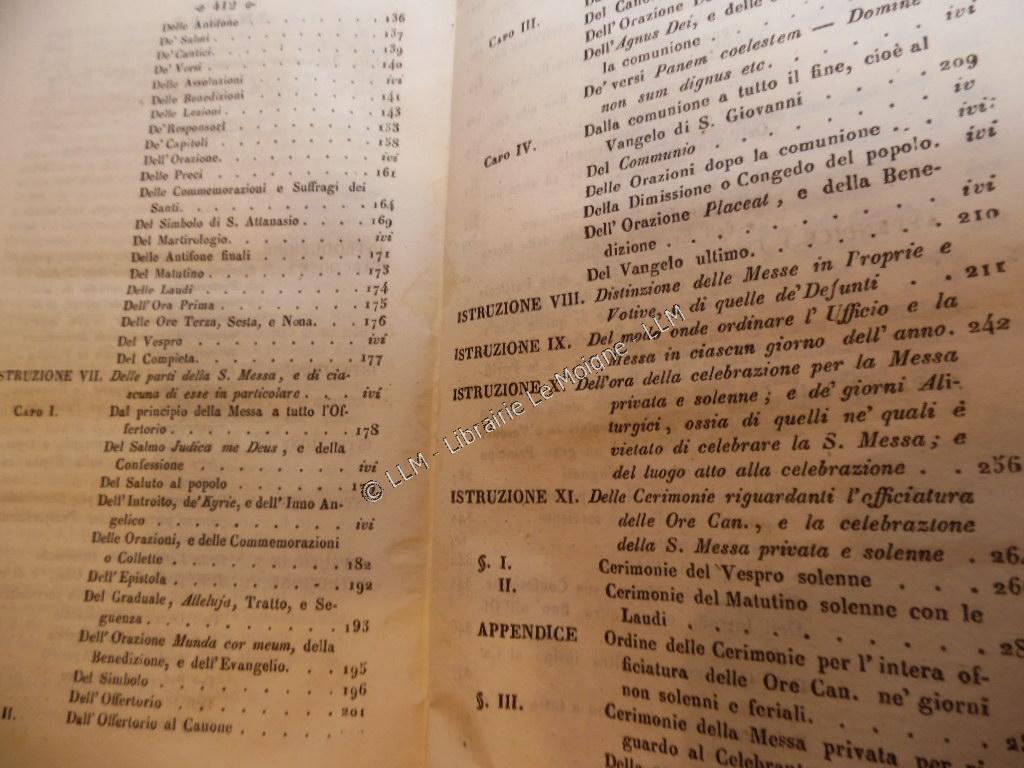 412
Delle Antifone . . . . . . . . 136
De' Salmi . . . . . . . . 137
De' Cantici . . . . . . . . 139
De' Versi . . . . . . . . 140
Delle Assoluzioni . . . . . . ivi
Delle Benedizioni . . . . . . 141
Delle Lezioni . . . . . . . . 143
De' Responsorj . . . . . . . 153
De' Capitoli . . . . . . . . 158
Dell' Orazione . . . . . . . ivi
Delle Preci . . . . . . . . 161
Delle Commemorazioni e Suffragi dei
Santi . . . . . . . . 164
Del Simbolo di S. Attanasio . . . . 169
Del Martirologio . . . . . . . ivi
Delle Antifone finali . . . . . . 171
Del Matutino . . . . . . . . 173
Delle Laudi . . . . . . . . 174
Dell' Ora Prima . . . . . . . 175
Delle Ore Terza, Sesta, e Nona . . . 176
Del Vespro . . . . . . . . ivi
Del Compieta . . . . . . . . 177
STRUZIONE VII. Delle parti della S. Messa, e di cia-
scuna di esse in particolare . . . ivi
Capo I. Dal principio della Messa a tutto l'Of-
fertorio . . . . . . . . 178
Del Salmo Judica me Deus, e della
Confessione . . . . . . . ivi
Del Saluto al popolo . . . . .
Dell' Introito, de' Kyrie, e dell' Inno An-
gelico . . . . . . . . ivi
Delle Orazioni, e delle Commemorazioni
o Collette . . . . . . . 182
Dell' Epistola . . . . . . . 192
Del Graduale, Alleluja, Tratto, e Se-
guenza . . . . . . . . 193
Dell' Orazione Munda cor meum, della
Benedizione, e dell' Evangelio . . . 195
Del Simbolo . . . . . . . . 196
Dell' Offertorio . . . . . . . 201
II. Dall' Offertorio al Canone . . . .
Capo III. Del
Dell' Orazione
Dell' Agnus Dei, e delle
la comunione . . . . . . ivi
De' versi Panem coelestem — Domine
non sum dignus etc. . . . . ivi
Capo IV. Dalla comunione a tutto il fine, cioè al
Vangelo di S. Giovanni . . . . 209
Del Communio . . . . . . . iv
Delle Orazioni dopo la comunione . . ivi
Della Dimissione o Congedo del popolo. ivi
Dell' Orazione Placeat, e della Bene-
dizione . . . . . . . . ivi
Del Vangelo ultimo . . . . . . 210
ISTRUZIONE VIII. Distinzione delle Messe in Proprie e
Votive, di quelle de' Defunti . . 211
ISTRUZIONE IX. Del modo onde ordinare l' Ufficio e la
Messa in ciascun giorno dell' anno. 242
ISTRUZIONE X. Dell'ora della celebrazione per la Messa
privata e solenne; e de' giorni Ali-
turgici, ossia di quelli ne' quali è
vietato di celebrare la S. Messa; e
del luogo atto alla celebrazione . . 256
ISTRUZIONE XI. Delle Cerimonie riguardanti l'officiatura
delle Ore Can., e la celebrazione
della S. Messa privata e solenne . 26
§. I. Cerimonie del Vespro solenne . . . 26
II. Cerimonie del Matutino solenne con le
Laudi . . . . . . . . 28
APPENDICE Ordine delle Cerimonie per l' intera of-
ficiatura delle Ore Can. ne' giorni
non solenni e feriali . . . . .
§. III. Cerimonie della Messa privata per
guardo al Celebran
© LLM - Librairie Le Moigne - LLM